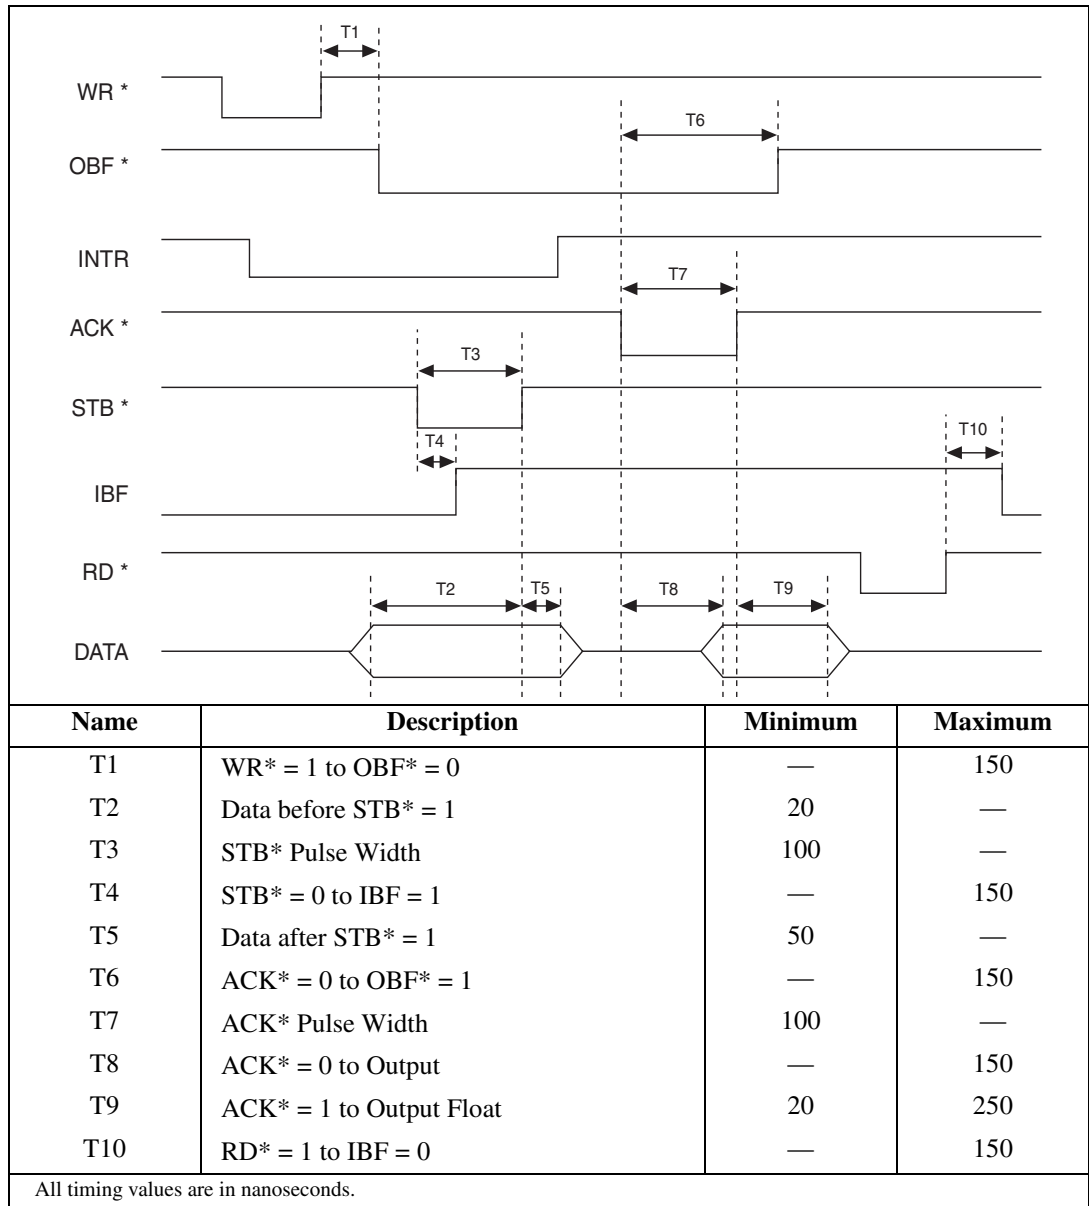 T1
WR *
T6
OBF *
INTR
T7
ACK *
T3
STB *
T4
T10
IBF
RD *
T2 T5 T8 T9
DATA
Name Description Minimum Maximum
T1 WR* = 1 to OBF* = 0 — 150
T2 Data before STB* = 1 20 —
T3 STB* Pulse Width 100 —
T4 STB* = 0 to IBF = 1 — 150
T5 Data after STB* = 1 50 —
T6 ACK* = 0 to OBF* = 1 — 150
T7 ACK* Pulse Width 100 —
T8 ACK* = 0 to Output — 150
T9 ACK* = 1 to Output Float 20 250
T10 RD* = 1 to IBF = 0 — 150
All timing values are in nanoseconds.